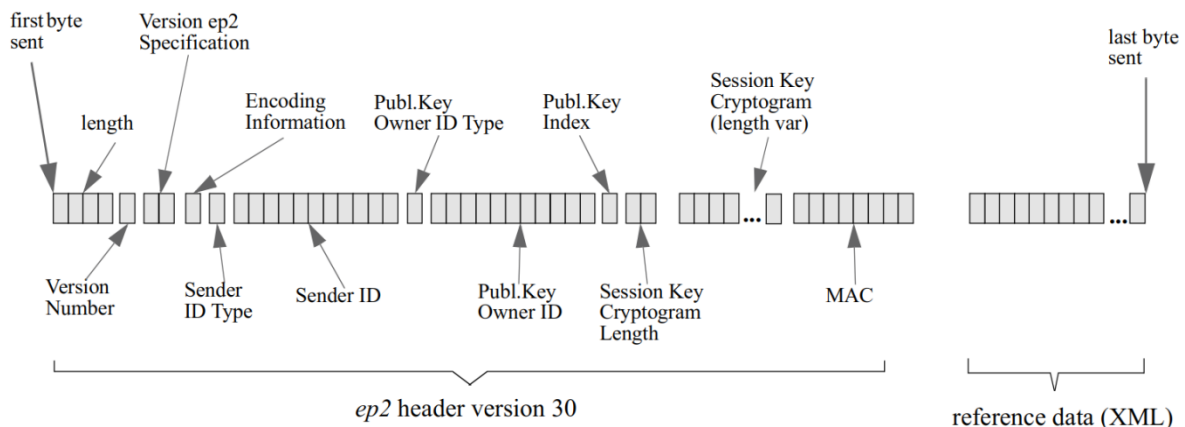 first byte
sent
Version ep2
Specification
last byte
sent
length
Encoding
Information
Publ.Key
Owner ID Type
Publ.Key
Index
Session Key
Cryptogram
(length var)
...
...
Version
Number
Sender
ID Type
Sender ID
Publ.Key
Owner ID
Session Key
Cryptogram
Length
MAC
ep2 header version 30
reference data (XML)